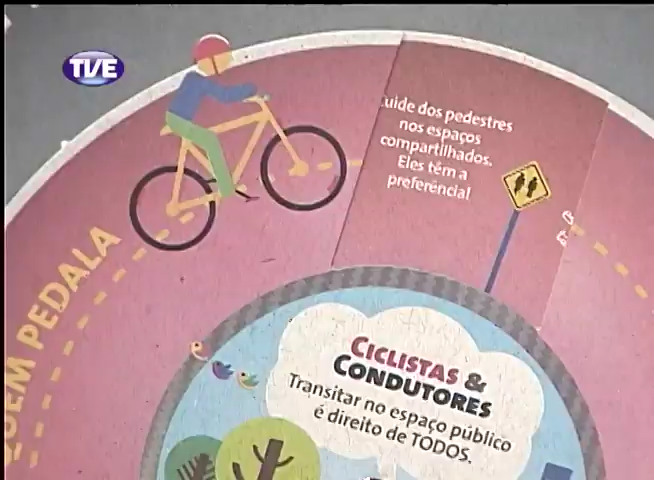 TVE
uide dos pedestres
nos espaços
compartilhados.
Eles têm a
preferência!
UEM PEDALA
CICLISTAS &
CONDUTORES
Transitar no espaço público
é direito de TODOS.